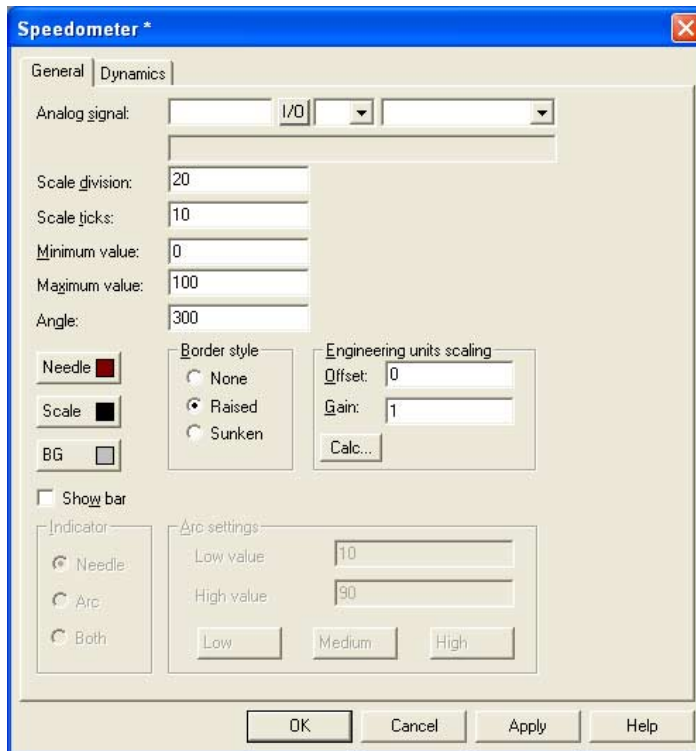 Speedometer *
General Dynamics
Analog signal: I/O
Scale division: 20
Scale ticks: 10
Minimum value: 0
Maximum value: 100
Angle: 300
Needle
Scale
BG
Border style
None
Raised
Sunken
Engineering units scaling
Offset: 0
Gain: 1
Calc...
Show bar
Indicator
Needle
Arc
Both
Arc settings
Low value 10
High value 90
Low Medium High
OK Cancel Apply Help